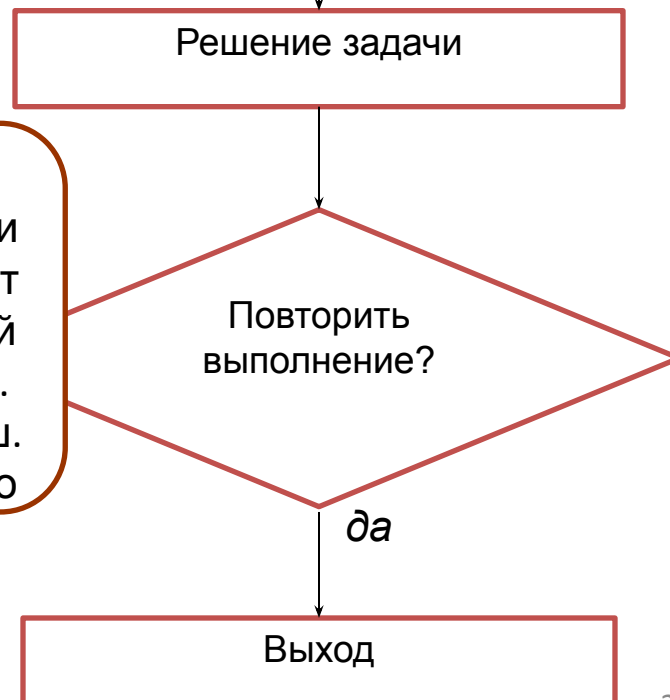 Решение задачи
Повторить
выполнение?
да
Выход